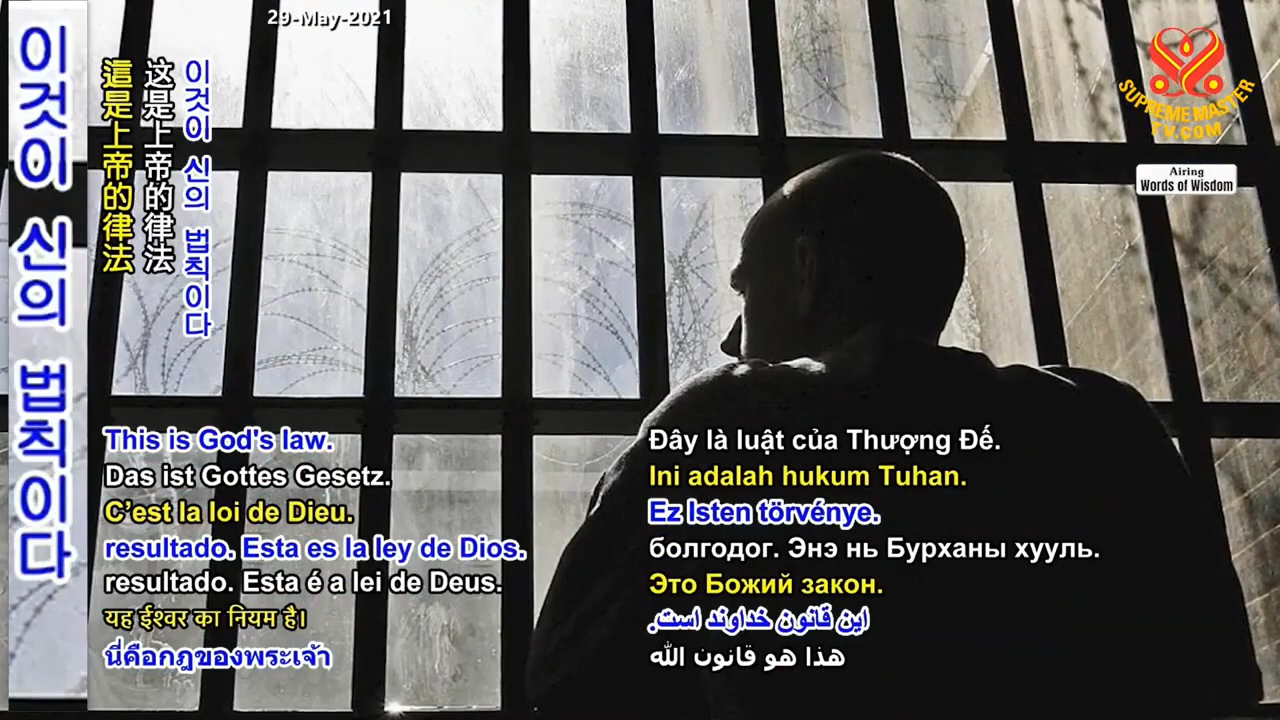 29-May-2021
SUPREME MASTER
TV.COM
Airing
Words of Wisdom
이것이 신의 법칙이다
這是上帝的律法
这是上帝的律法
이것이 신의 법칙이다
This is God's law.
Das ist Gottes Gesetz.
C'est la loi de Dieu.
resultado. Esta es la ley de Dios.
resultado. Esta é a lei de Deus.
यह ईश्वर का नियम है।
นี่คือกฎของพระเจ้า
Đây là luật của Thượng Đế.
Ini adalah hukum Tuhan.
Ez Isten törvénye.
болгодог. Энэ нь Бурханы хууль.
Это Божий закон.
این قانون خداوند است.
هذا هو قانون الله